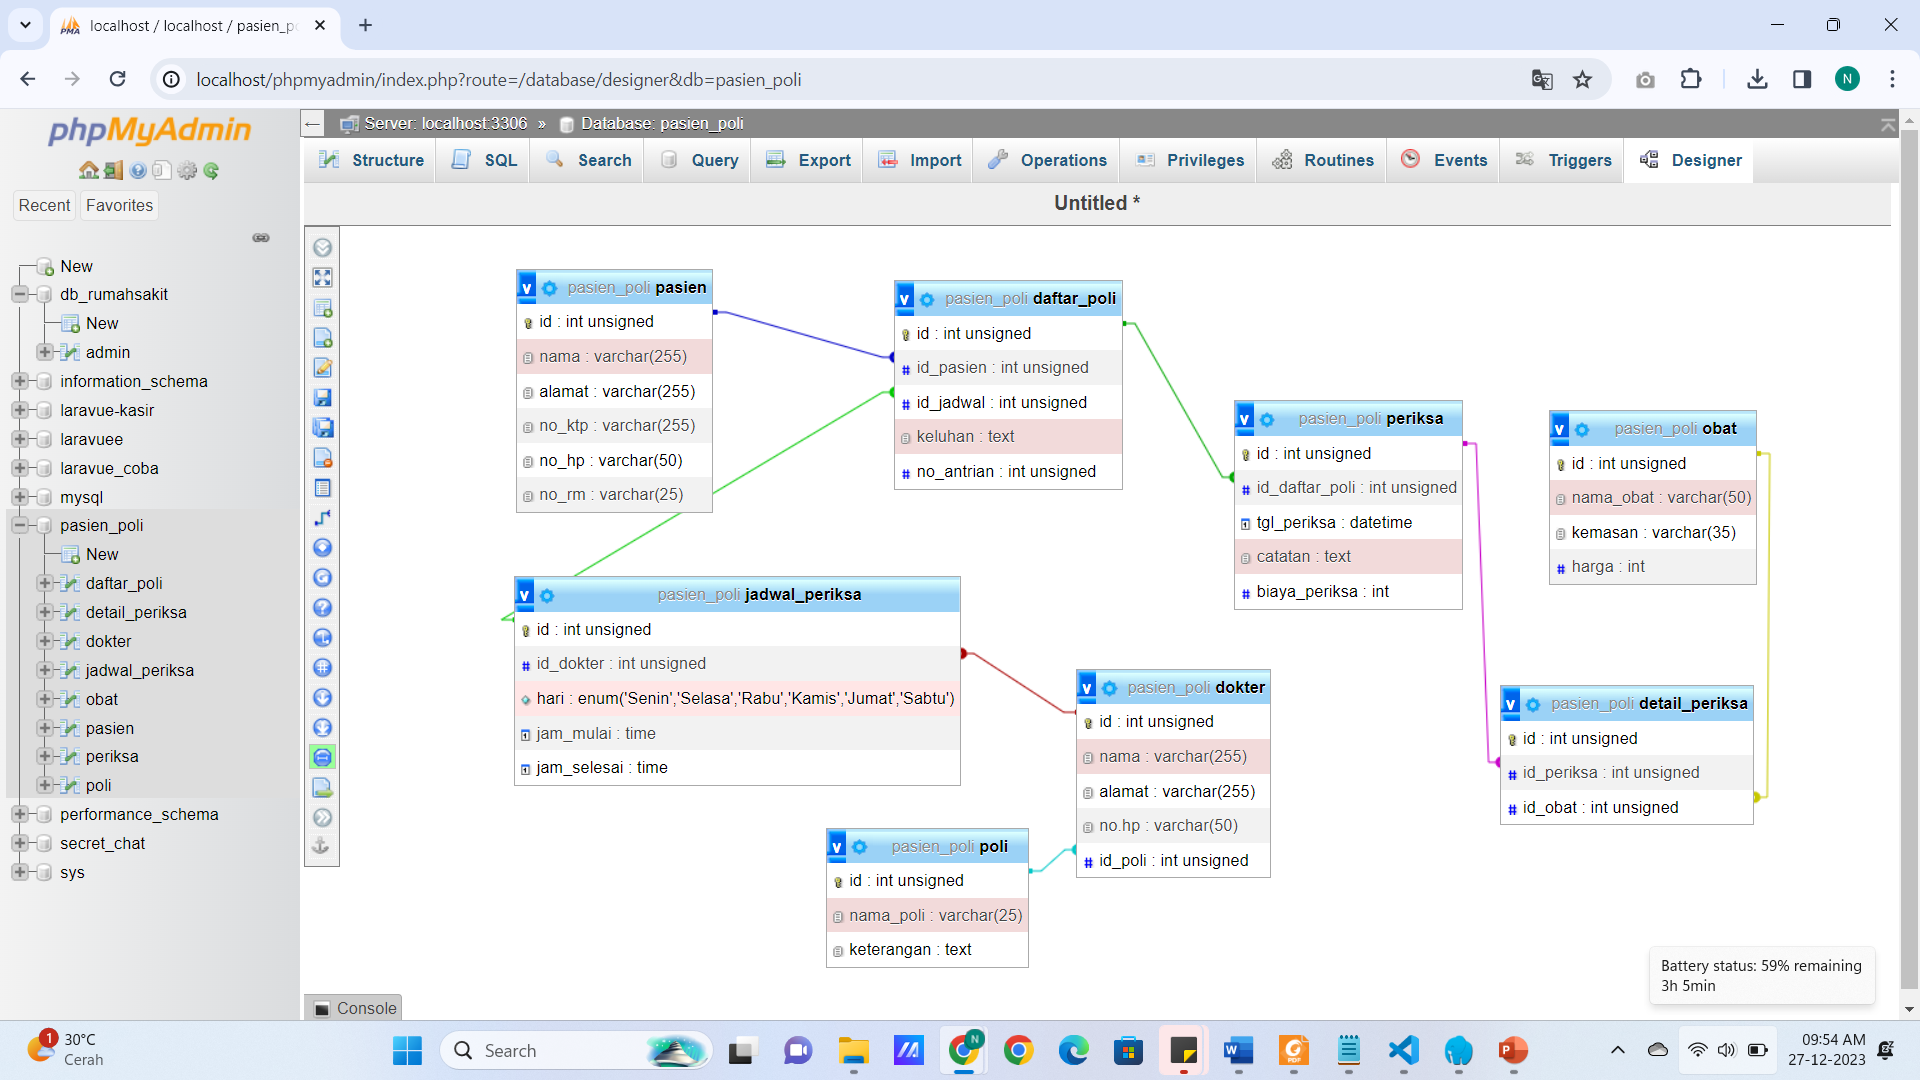 localhost / localhost / pasien_po
localhost/phpmyadmin/index.php?route=/database/designer&db=pasien_poli
N
phpMyAdmin
Recent
Favorites
New
db_rumahsakit
New
admin
information_schema
laravue-kasir
laravuee
laravue_coba
mysql
pasien_poli
New
daftar_poli
detail_periksa
dokter
jadwal_periksa
obat
pasien
periksa
poli
performance_schema
secret_chat
sys
Server: localhost:3306 » Database: pasien_poli
Structure SQL Search Query Export Import Operations Privileges Routines Events Triggers Designer
Untitled *
v pasien_poli pasien
id : int unsigned
nama : varchar(255)
alamat : varchar(255)
no_ktp : varchar(255)
no_hp : varchar(50)
no_rm : varchar(25)
v pasien_poli daftar_poli
id : int unsigned
id_pasien : int unsigned
id_jadwal : int unsigned
keluhan : text
no_antrian : int unsigned
v pasien_poli periksa
id : int unsigned
id_daftar_poli : int unsigned
tgl_periksa : datetime
catatan : text
biaya_periksa : int
v pasien_poli obat
id : int unsigned
nama_obat : varchar(50)
kemasan : varchar(35)
harga : int
v pasien_poli jadwal_periksa
id : int unsigned
id_dokter : int unsigned
hari : enum('Senin','Selasa','Rabu','Kamis','Jumat','Sabtu')
jam_mulai : time
jam_selesai : time
v pasien_poli dokter
id : int unsigned
nama : varchar(255)
alamat : varchar(255)
no.hp : varchar(50)
id_poli : int unsigned
v pasien_poli detail_periksa
id : int unsigned
id_periksa : int unsigned
id_obat : int unsigned
v pasien_poli poli
id : int unsigned
nama_poli : varchar(25)
keterangan : text
Battery status: 59% remaining
3h 5min
Console
1
30°C
Cerah
Search
N
09:54 AM
27-12-2023